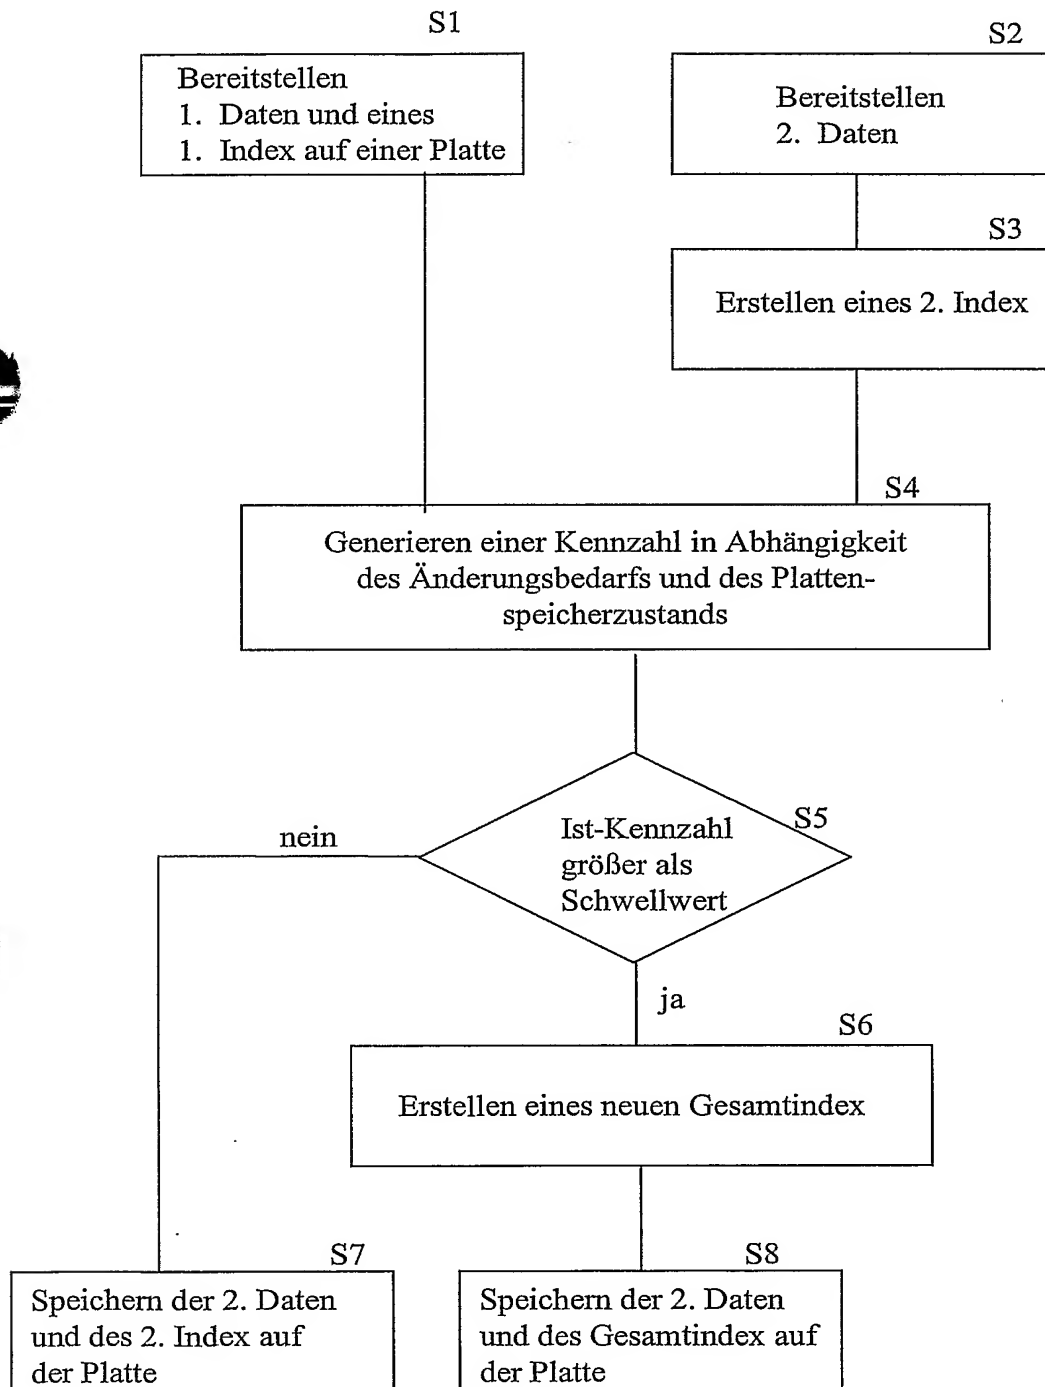 S1
Bereitstellen
1. Daten und eines
1. Index auf einer Platte
S2
Bereitstellen
2. Daten
S3
Erstellen eines 2. Index
S4
Generieren einer Kennzahl in Abhängigkeit
des Änderungsbedarfs und des Platten-
speicherzustands
S5
Ist-Kennzahl
größer als
Schwellwert
nein
ja
S6
Erstellen eines neuen Gesamtindex
S7
Speichern der 2. Daten
und des 2. Index auf
der Platte
S8
Speichern der 2. Daten
und des Gesamtindex auf
der Platte